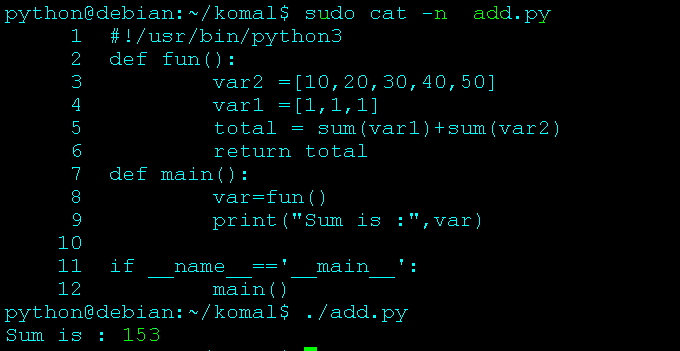 python@debian:~/komal$ sudo cat -n  add.py
     1  #!/usr/bin/python3
     2  def fun():
     3          var2 =[10,20,30,40,50]
     4          var1 =[1,1,1]
     5          total = sum(var1)+sum(var2)
     6          return total
     7  def main():
     8          var=fun()
     9          print("Sum is :",var)
    10
    11  if __name__=='__main__':
    12          main()
python@debian:~/komal$ ./add.py
Sum is : 153